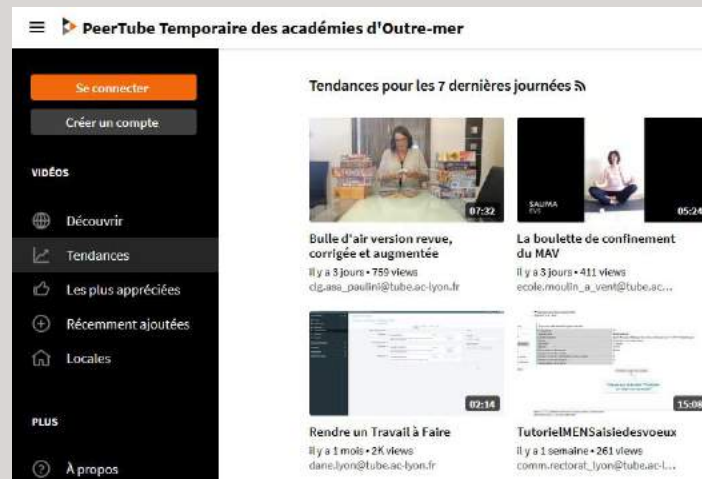 PeerTube Temporaire des académies d'Outre-mer
Se connecter
Créer un compte
VIDÉOS
Découvrir
Tendances
Les plus appréciées
Récemment ajoutées
Locales
PLUS
À propos
Tendances pour les 7 dernières journées
07:32
Bulle d'air version revue,
corrigée et augmentée
il y a 3 jours • 759 views
clg.asa_paulini@tube.ac-lyon.fr
SALIMA
EVS
05:24
La boulette de confinement
du MAV
il y a 3 jours • 411 views
ecole.moulin_a_vent@tube.ac...
02:14
Rendre un Travail à Faire
il y a 1 mois • 2K views
dane.lyon@tube.ac-lyon.fr
15:08
TutorielMENSaisiedesvoeux
il y a 1 semaine • 261 views
comm.rectorat_lyon@tube.ac-l...